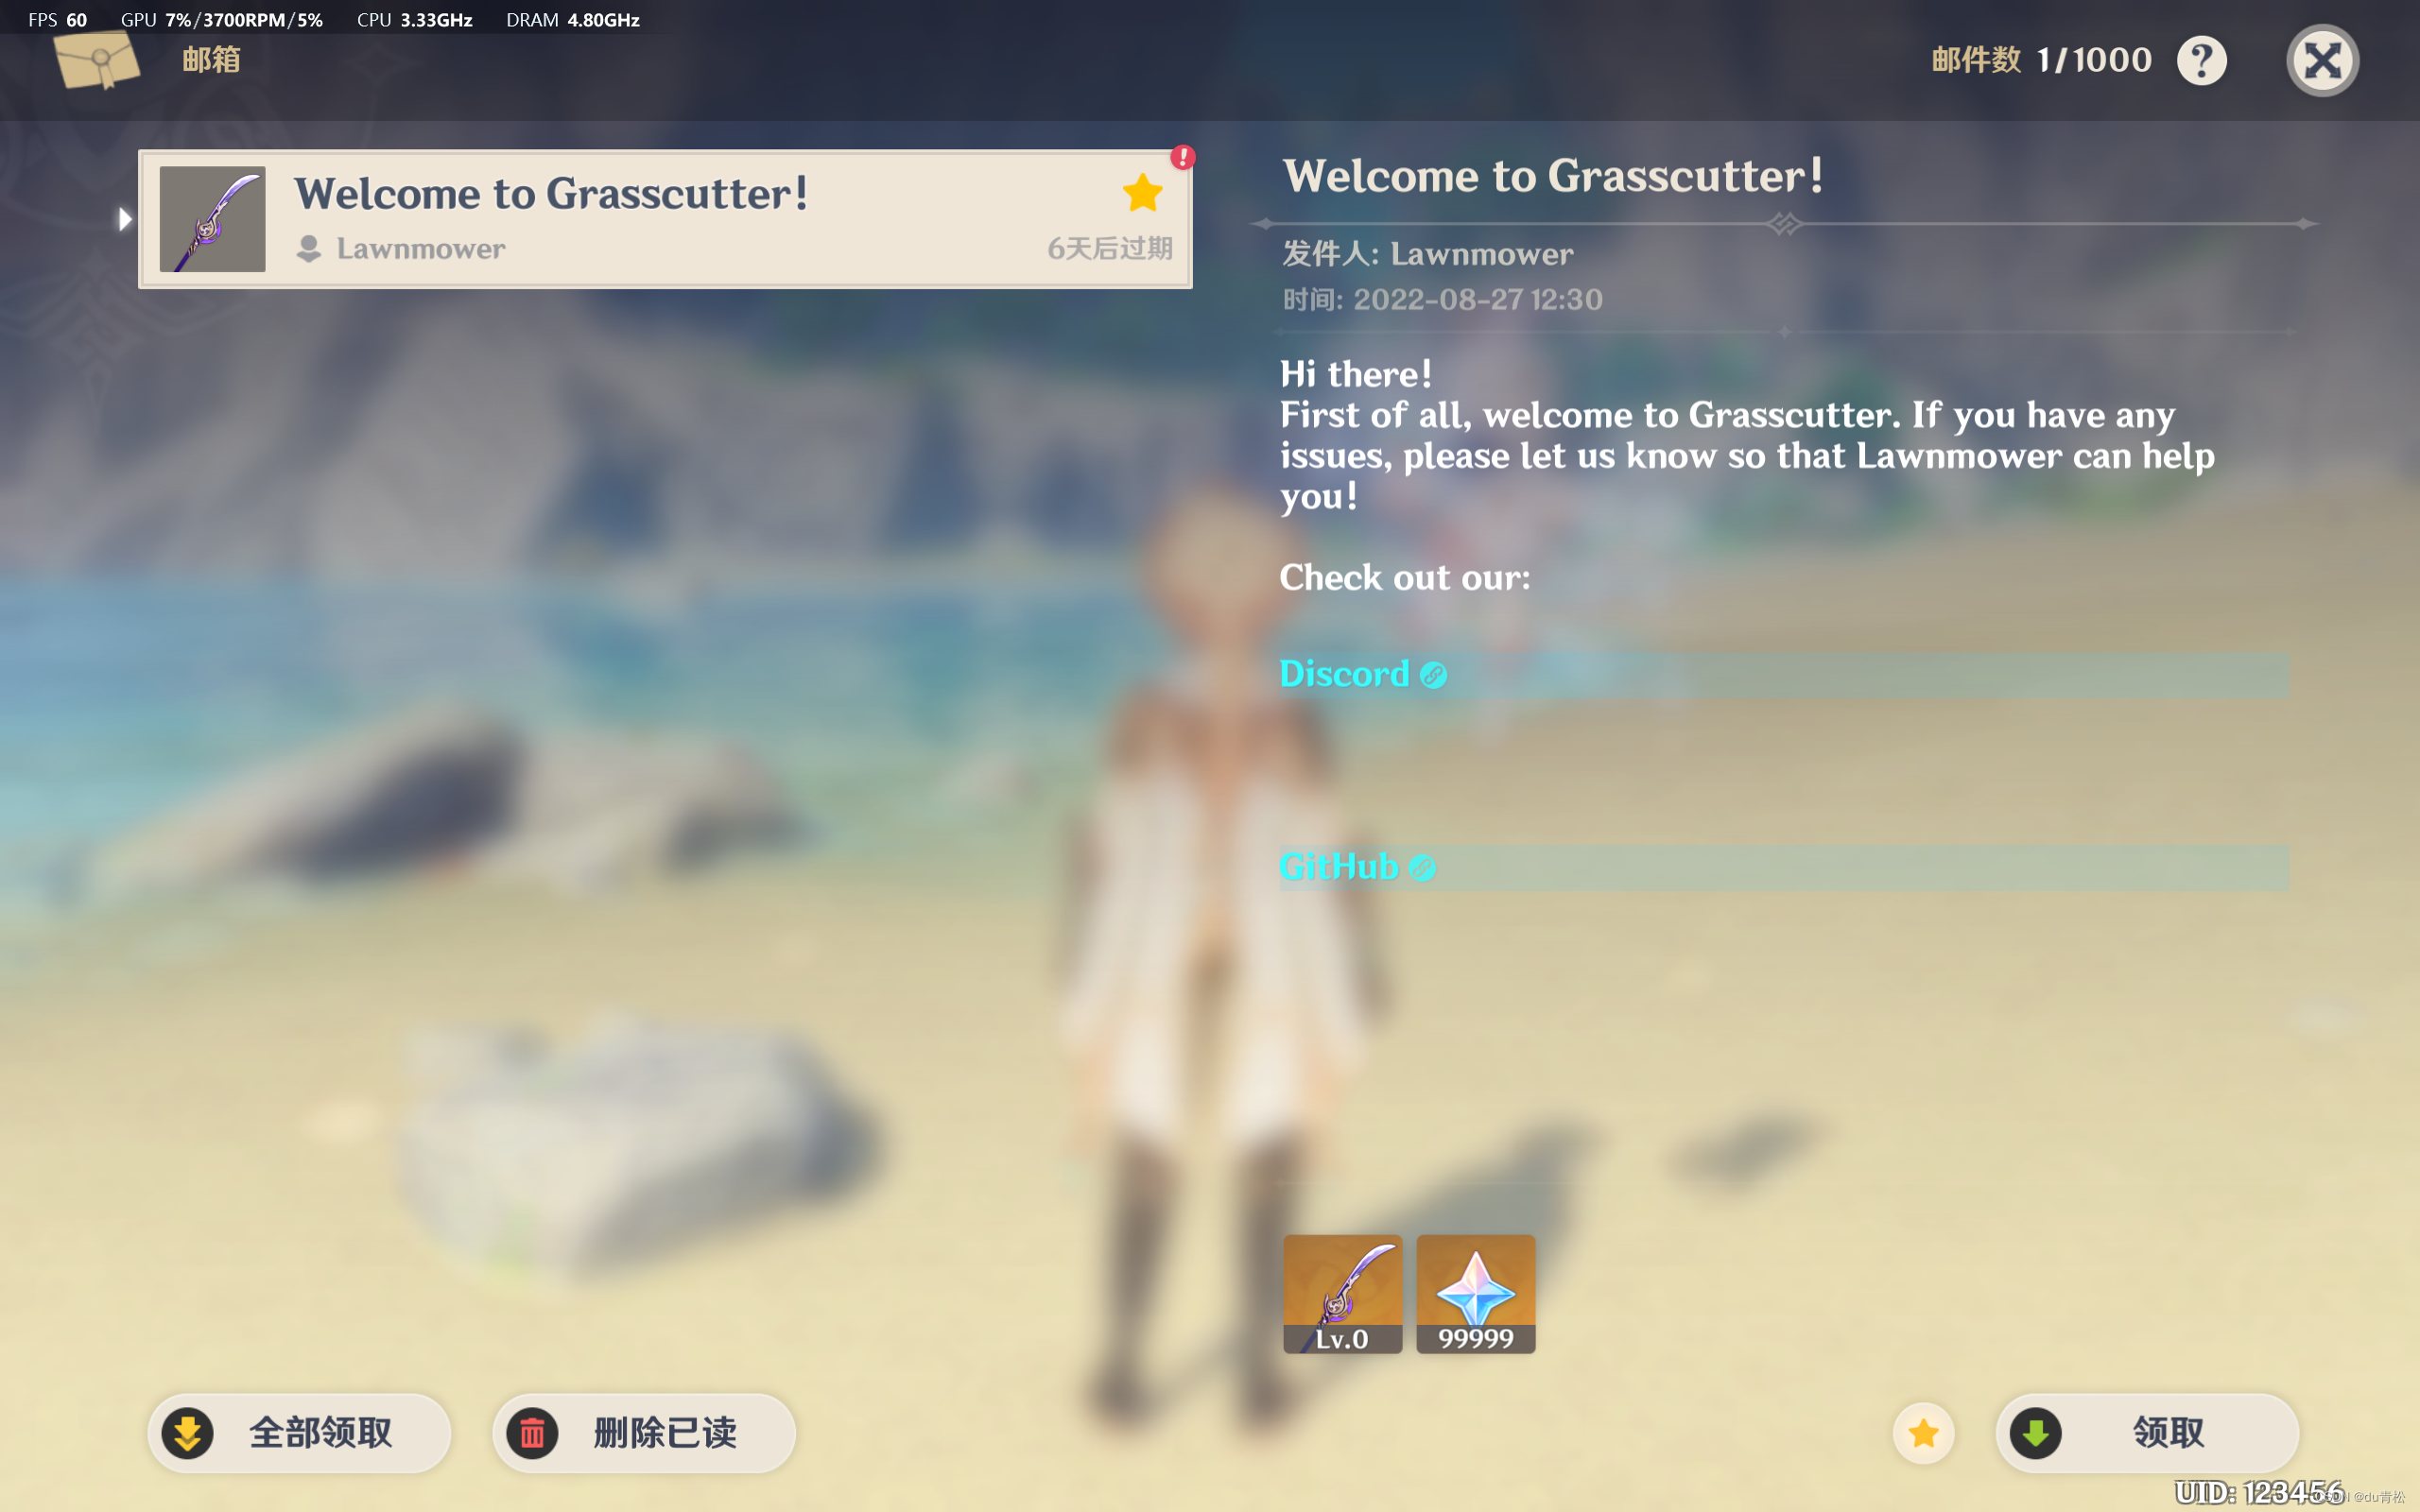 FPS 60 GPU 7%/3700RPM/5% CPU 3.33GHz DRAM 4.80GHz
邮箱
邮件数 1/1000 ?
Welcome to Grasscutter!
Lawnmower
6天后过期
Welcome to Grasscutter!
发件人: Lawnmower
时间: 2022-08-27 12:30
Hi there!
First of all, welcome to Grasscutter. If you have any
issues, please let us know so that Lawnmower can help
you!
Check out our:
Discord
GitHub
Lv.0
99999
全部领取
删除已读
领取
UID: 123456
@du青松